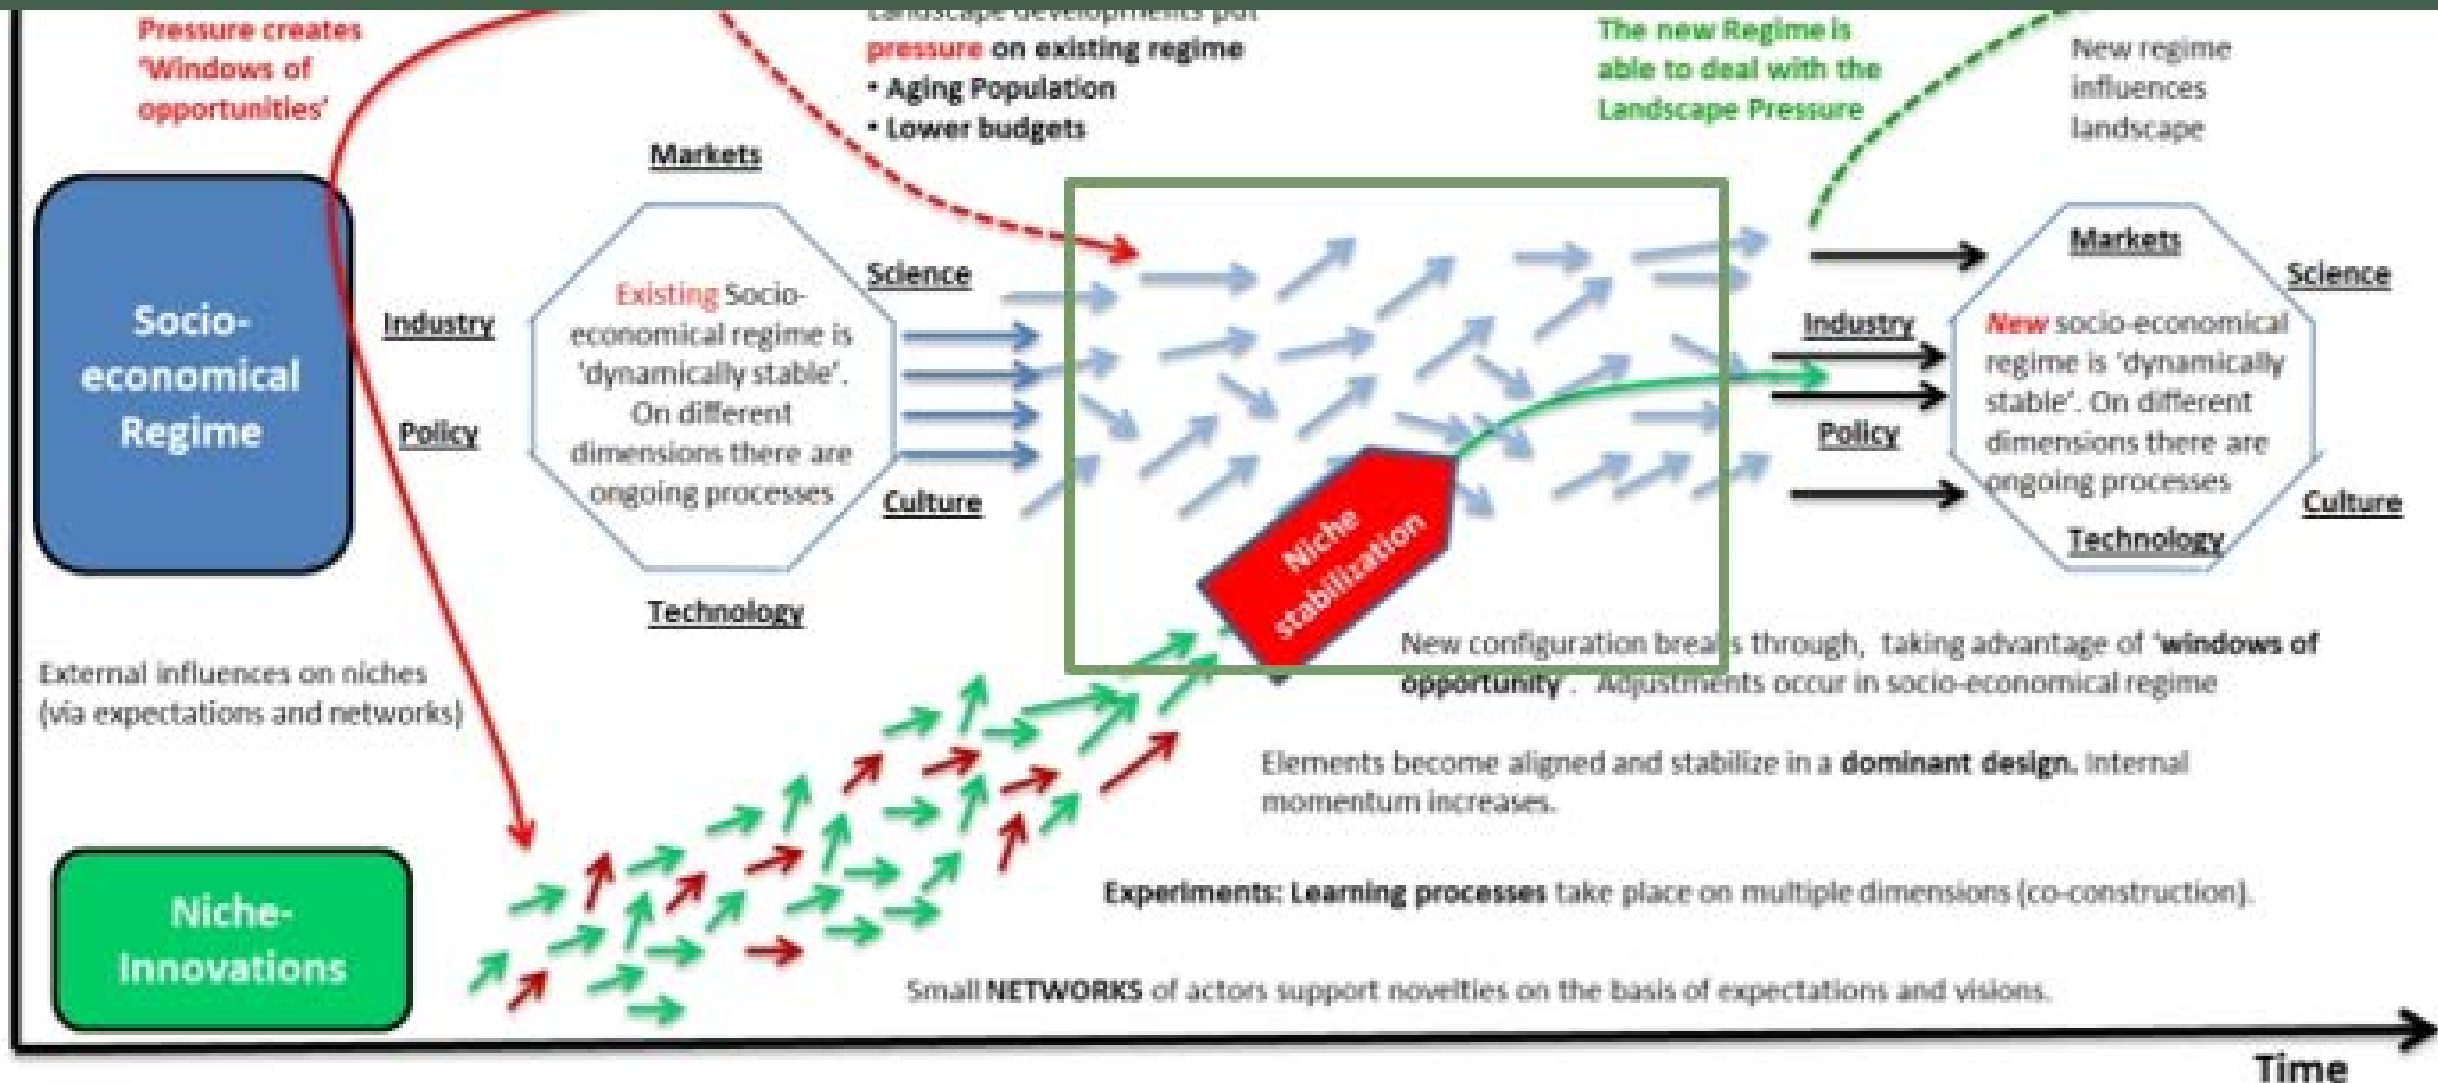 Pressure creates
'Windows of
opportunities'
Landscape developments put
pressure on existing regime
• Aging Population
• Lower budgets
The new Regime is
able to deal with the
Landscape Pressure
New regime
influences
landscape
Socio-
economical
Regime
Markets
Industry
Policy
Science
Culture
Technology
Existing Socio-
economical regime is
'dynamically stable'.
On different
dimensions there are
ongoing processes
Markets
Science
Industry
Policy
Culture
Technology
New socio-economical
regime is 'dynamically
stable'. On different
dimensions there are
ongoing processes
Niche
stabilization
New configuration breaks through, taking advantage of 'windows of
opportunity'. Adjustments occur in socio-economical regime
External influences on niches
(via expectations and networks)
Elements become aligned and stabilize in a dominant design. Internal
momentum increases.
Experiments: Learning processes take place on multiple dimensions (co-construction).
Niche-
Innovations
Small NETWORKS of actors support novelties on the basis of expectations and visions.
Time